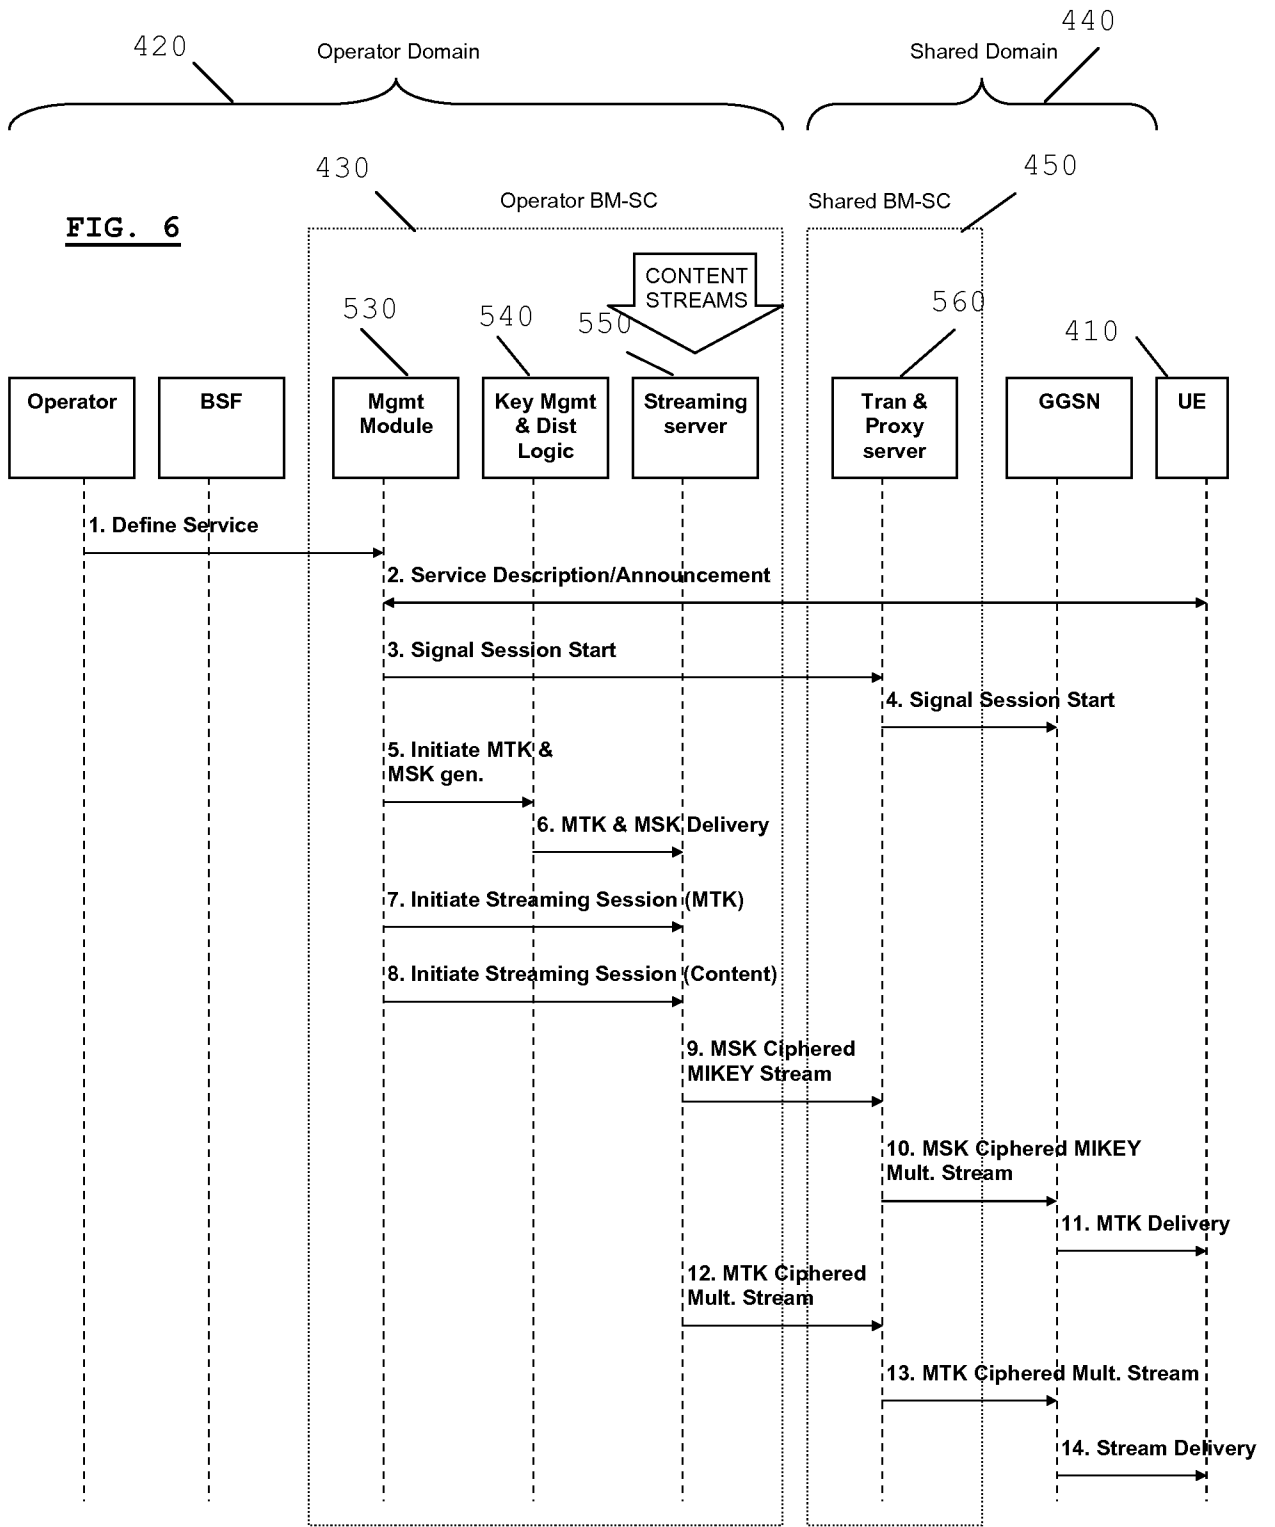 420
Operator Domain
Shared Domain
440
430
Operator BM-SC
Shared BM-SC
450
FIG. 6
CONTENT
STREAMS
530
540
550
560
410
Operator
BSF
Mgmt
Module
Key Mgmt
& Dist
Logic
Streaming
server
Tran &
Proxy
server
GGSN
UE
1. Define Service
2. Service Description/Announcement
3. Signal Session Start
4. Signal Session Start
5. Initiate MTK &
MSK gen.
6. MTK & MSK Delivery
7. Initiate Streaming Session (MTK)
8. Initiate Streaming Session (Content)
9. MSK Ciphered
MIKEY Stream
10. MSK Ciphered MIKEY
Mult. Stream
11. MTK Delivery
12. MTK Ciphered
Mult. Stream
13. MTK Ciphered Mult. Stream
14. Stream Delivery